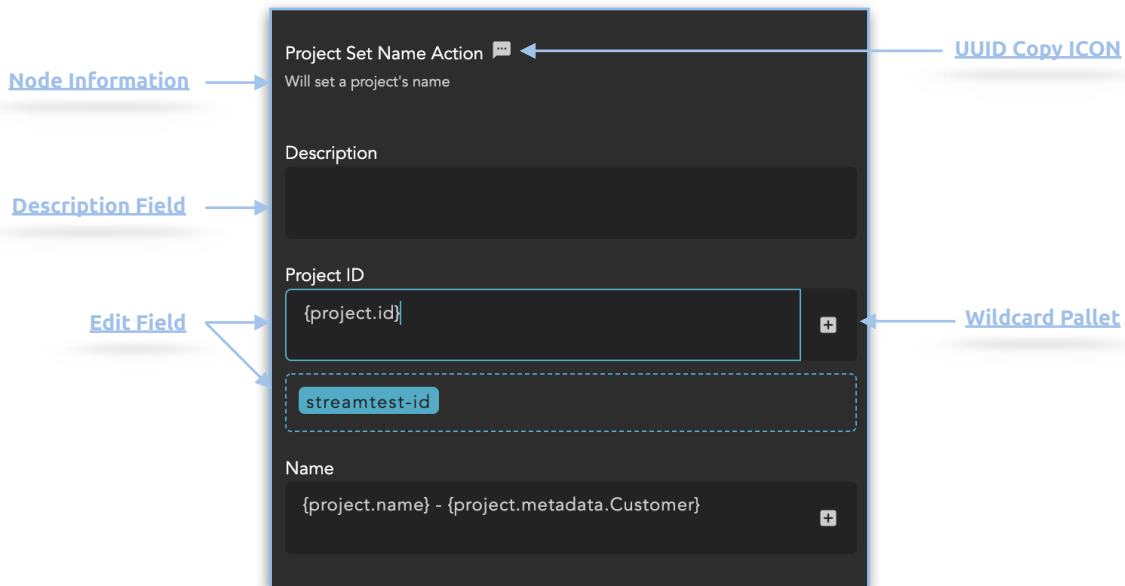 Project Set Name Action
UUID Copy ICON
Node Information
Will set a project's name
Description
Description Field
Project ID
{project.id}
Edit Field
Wildcard Pallet
streamtest-id
Name
{project.name} - {project.metadata.Customer}